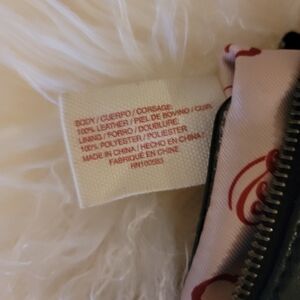 BODY / CUERPO / CORSAGE:
100% LEATHER / PIEL DE BOVINO / CUIR
LINING / FORRO / DOUBLURE:
100% POLYESTER / POLIESTER
MADE IN CHINA / HECHO EN CHINA /
FABRIQUÉ EN CHINE